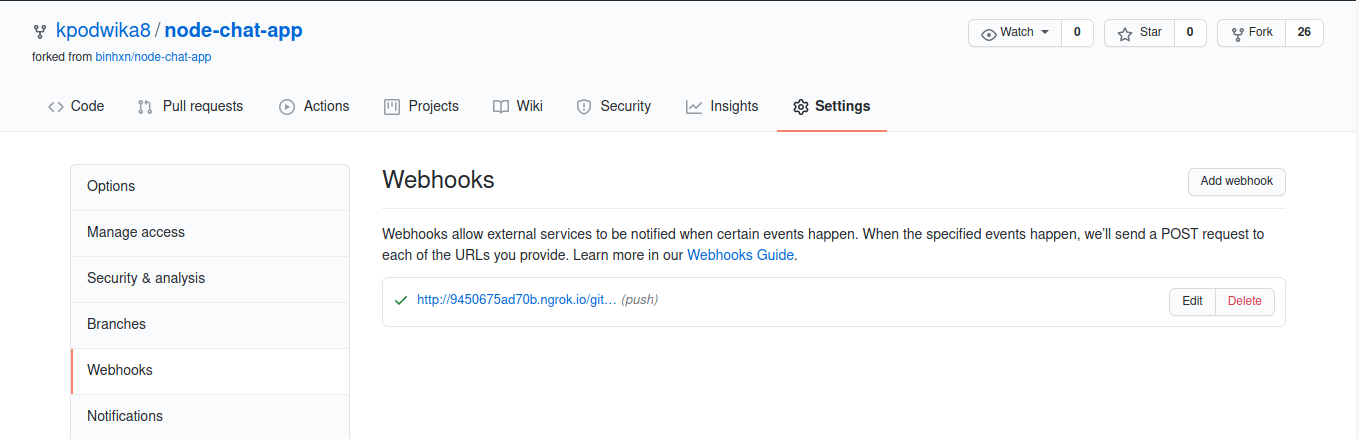 kpodwika8 / node-chat-app
Watch 0 Star 0 Fork 26
forked from binhxn/node-chat-app
Code Pull requests Actions Projects Wiki Security Insights Settings
Options
Manage access
Security & analysis
Branches
Webhooks
Notifications
Webhooks
Add webhook
Webhooks allow external services to be notified when certain events happen. When the specified events happen, we’ll send a POST request to
each of the URLs you provide. Learn more in our Webhooks Guide.
http://9450675ad70b.ngrok.io/git… (push)
Edit Delete